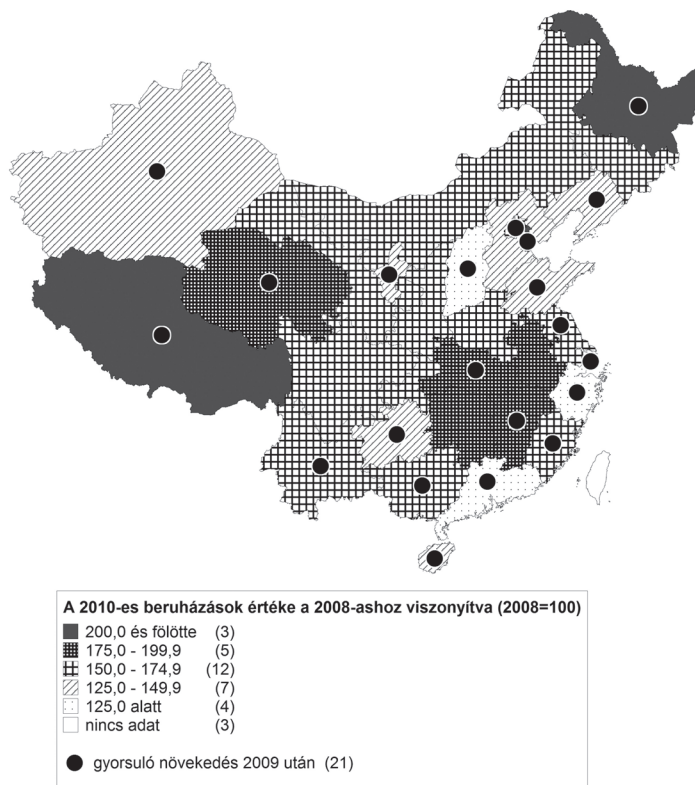 A 2010-es beruházások értéke a 2008-ashoz viszonyítva (2008=100)
200,0 és fölötte (3)
175,0 - 199,9 (5)
150,0 - 174,9 (12)
125,0 - 149,9 (7)
125,0 alatt (4)
nincs adat (3)
gyorsuló növekedés 2009 után (21)